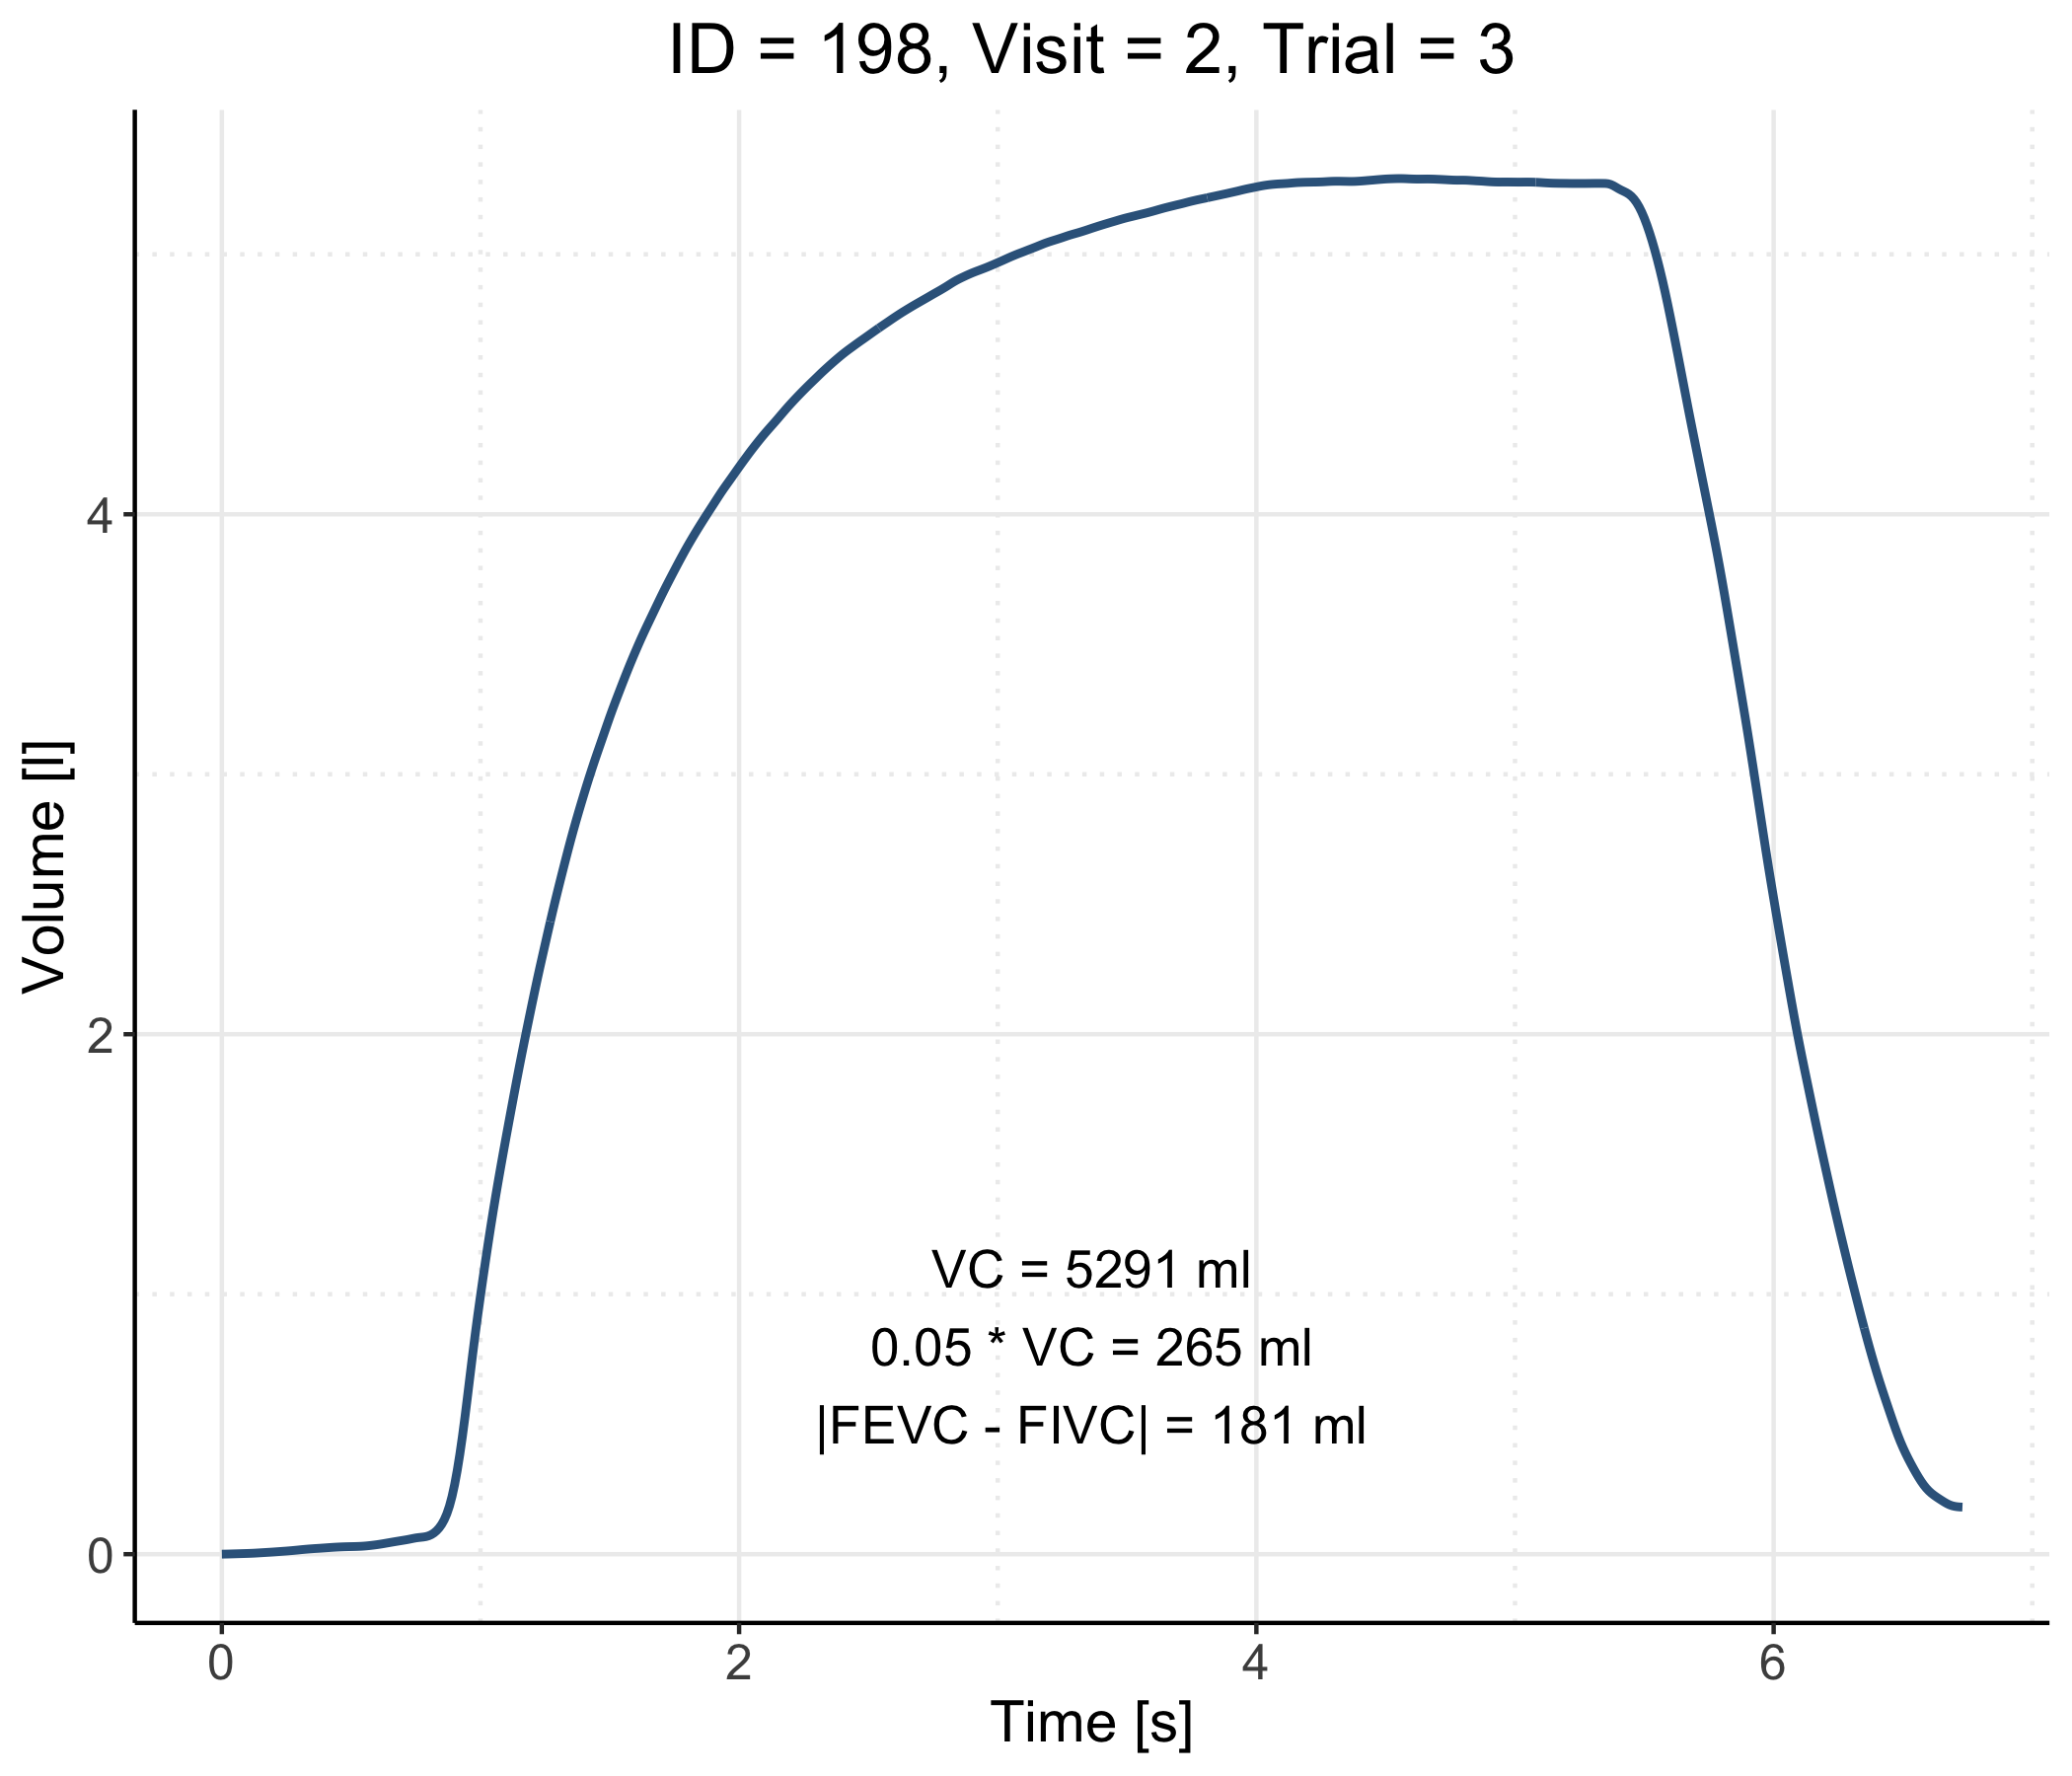 ID = 198, Visit = 2, Trial = 3
Volume [l]
4
2
0
VC = 5291 ml
0.05 * VC = 265 ml
|FEVC - FIVC| = 181 ml
0 2 4 6
Time [s]